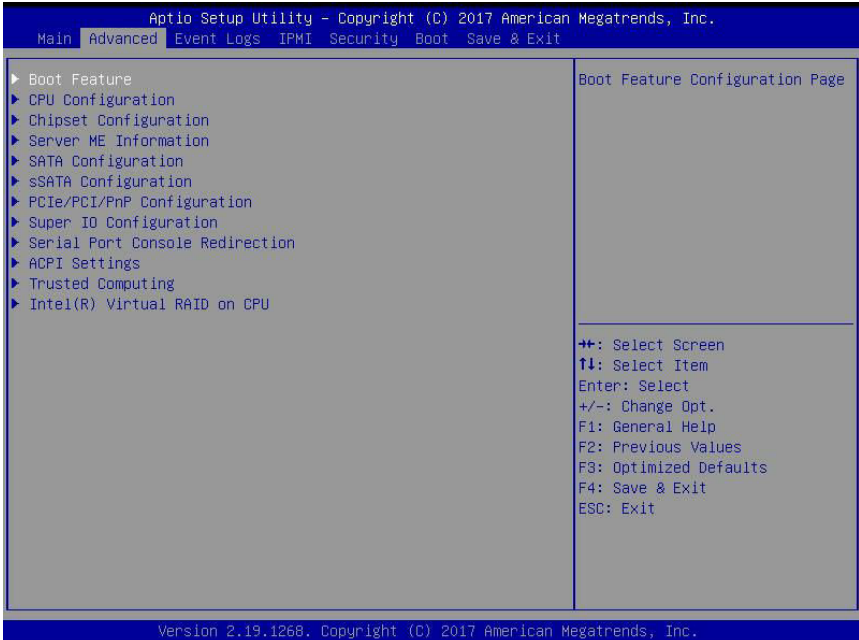 Aptio Setup Utility – Copyright (C) 2017 American Megatrends, Inc.
Main Advanced Event Logs IPMI Security Boot Save & Exit
▶ Boot Feature
▶ CPU Configuration
▶ Chipset Configuration
▶ Server ME Information
▶ SATA Configuration
▶ sSATA Configuration
▶ PCIe/PCI/PnP Configuration
▶ Super IO Configuration
▶ Serial Port Console Redirection
▶ ACPI Settings
▶ Trusted Computing
▶ Intel(R) Virtual RAID on CPU
Boot Feature Configuration Page
→←: Select Screen
↑↓: Select Item
Enter: Select
+/-: Change Opt.
F1: General Help
F2: Previous Values
F3: Optimized Defaults
F4: Save & Exit
ESC: Exit
Version 2.19.1268. Copyright (C) 2017 American Megatrends, Inc.